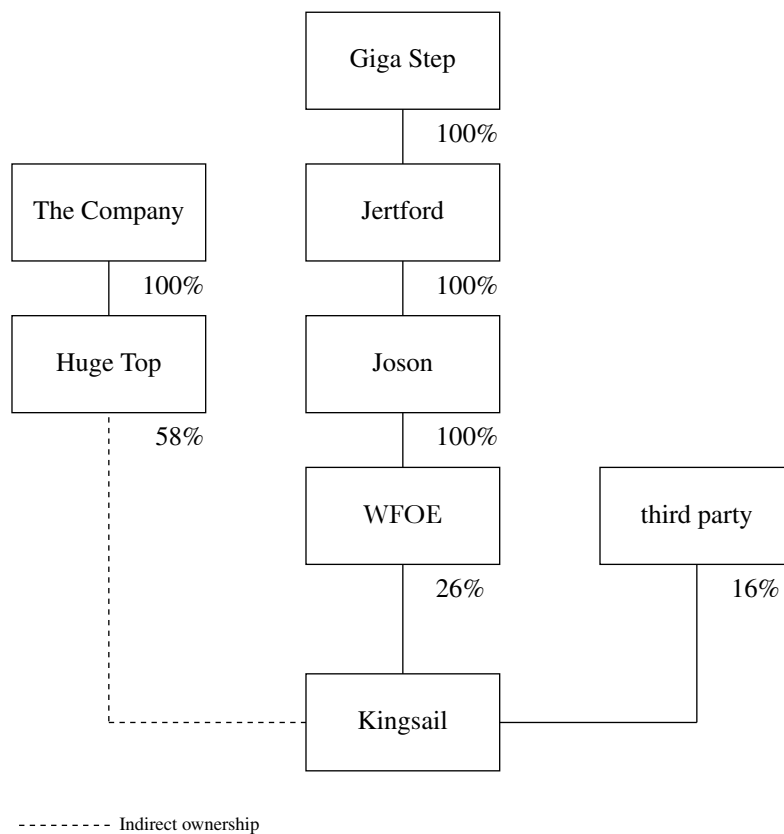 Giga Step
100%
The Company
Jertford
100%
100%
Huge Top
Joson
58%
100%
WFOE
third party
26%
16%
Kingsail
Indirect ownership